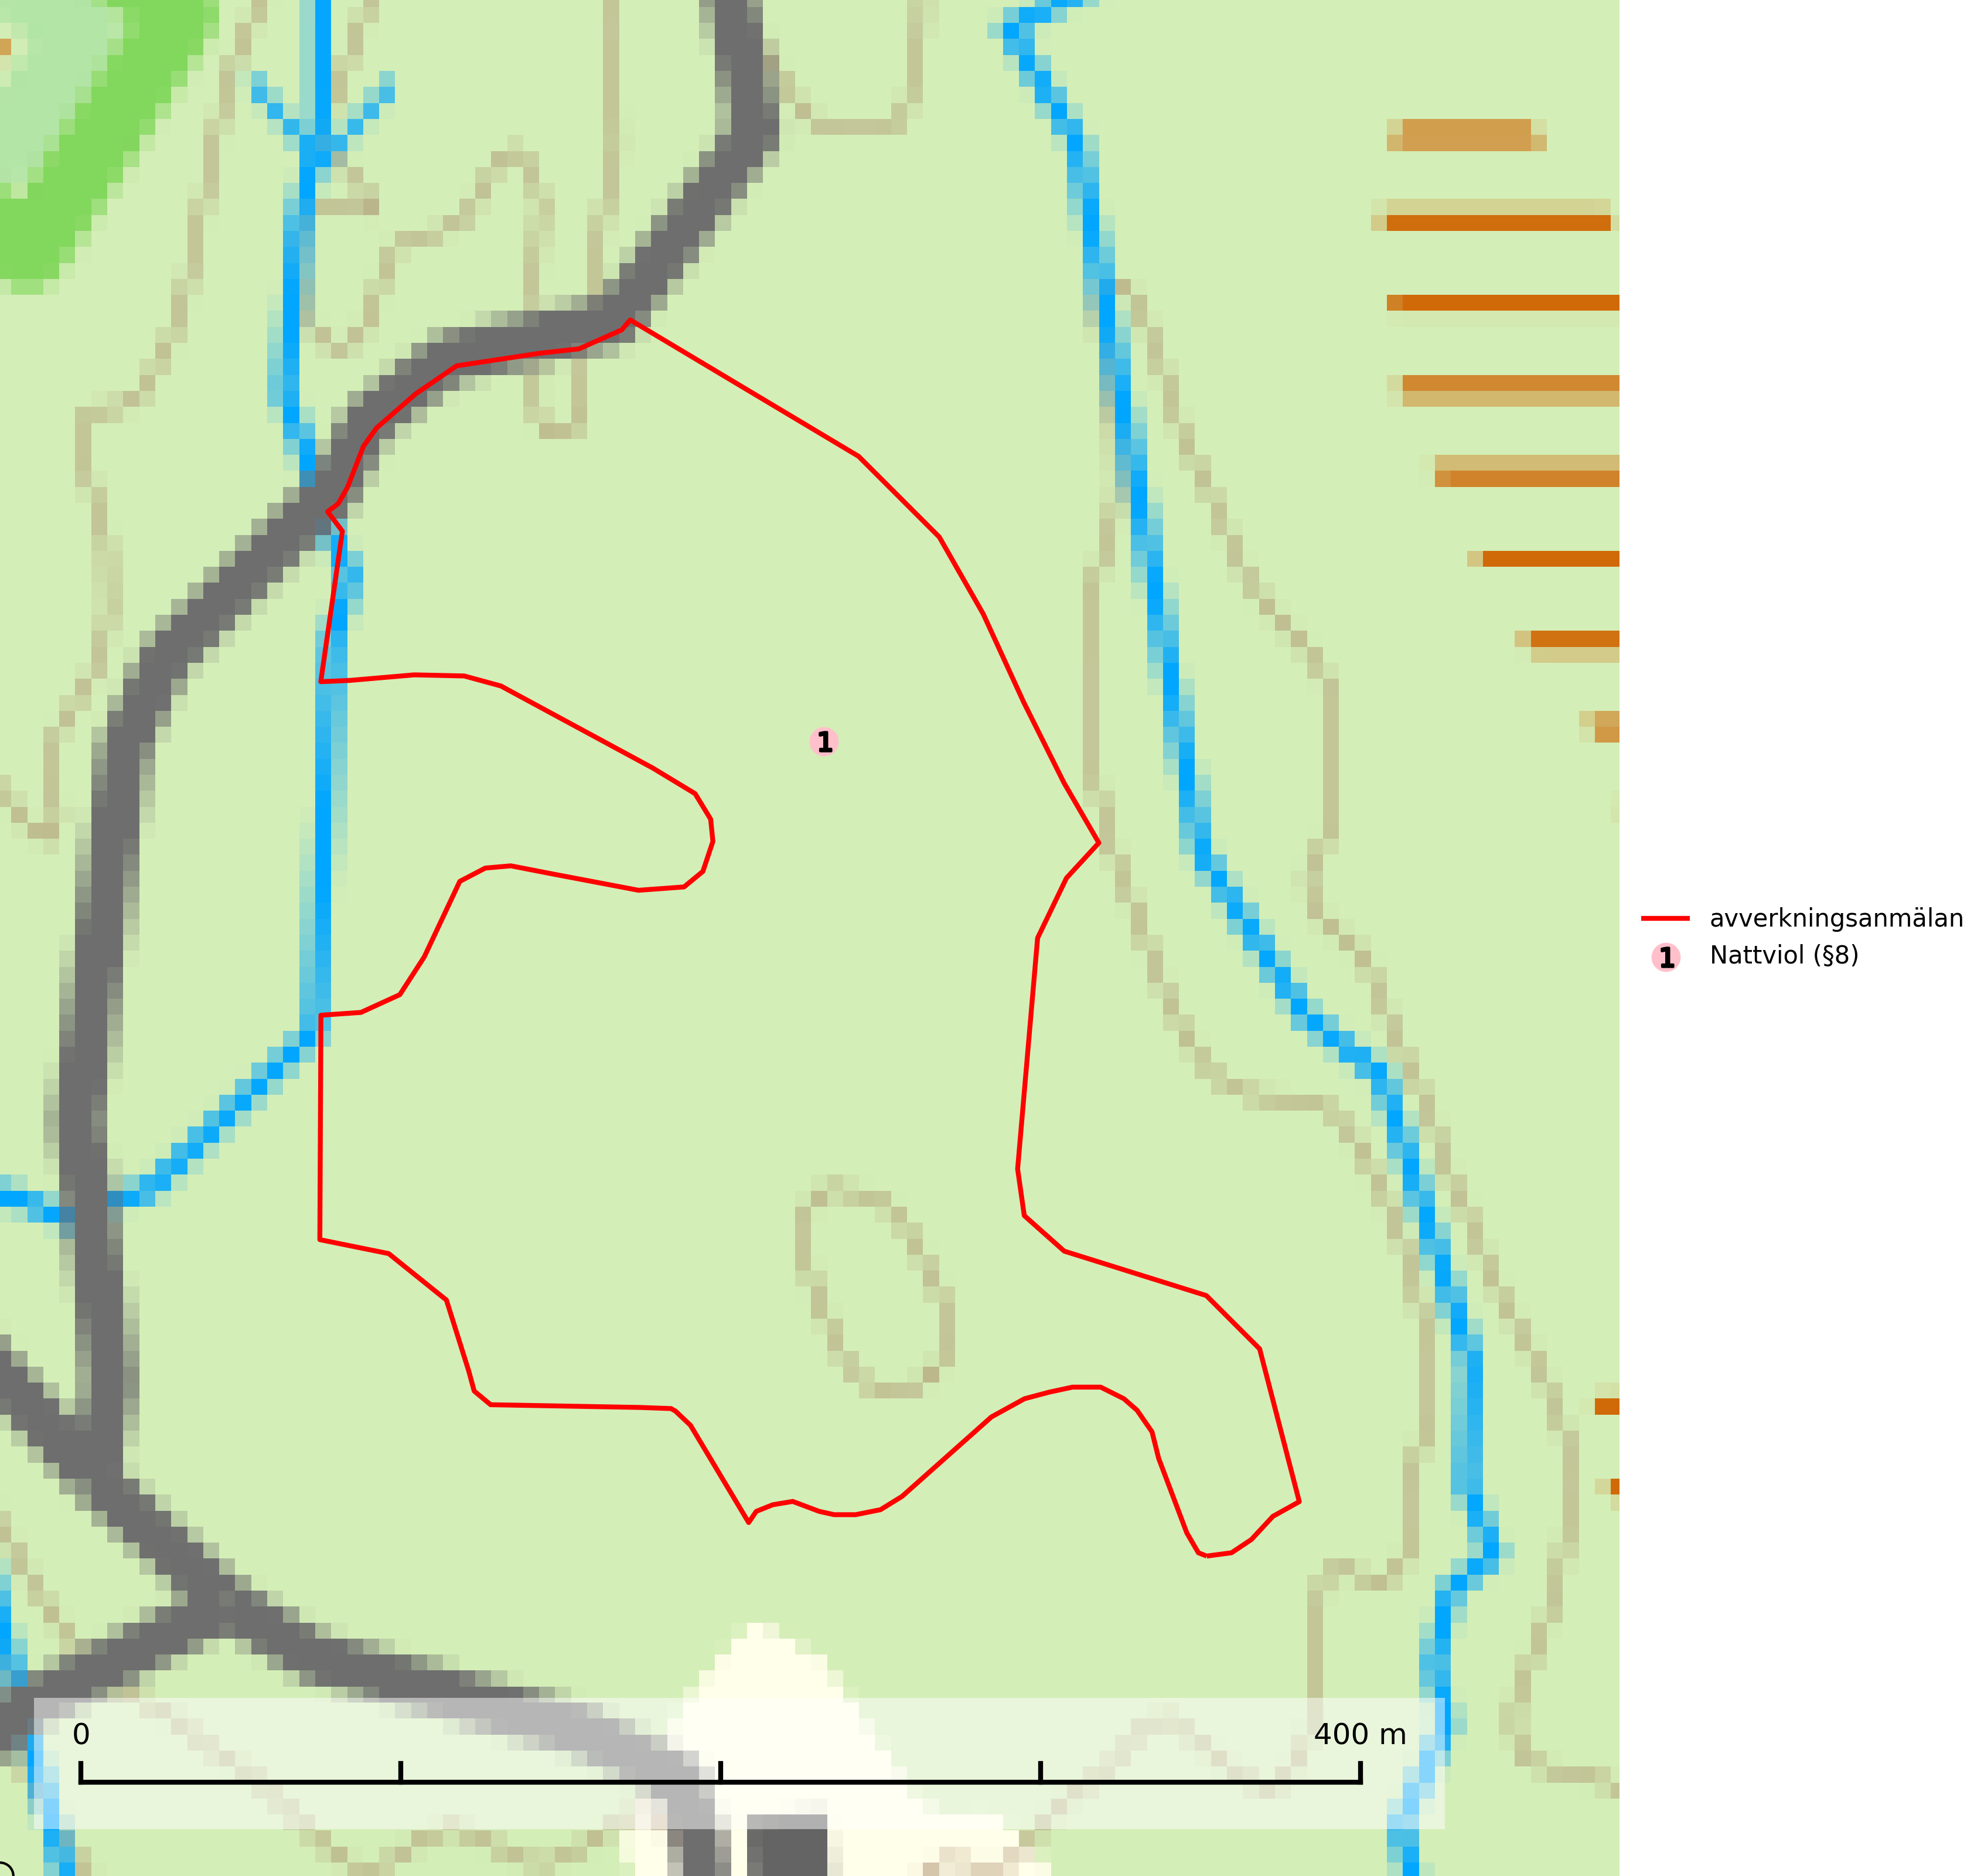 1
avverkningsanmälan
1 Nattviol (§8)
0 400 m